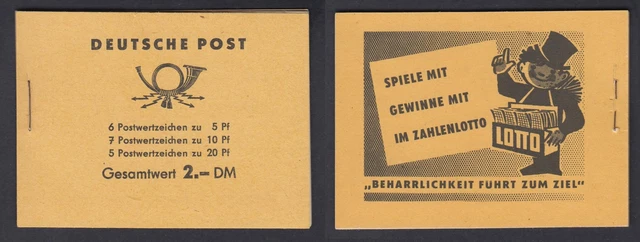 DEUTSCHE POST
6 Postwertzeichen zu 5 Pf
7 Postwertzeichen zu 10 Pf
5 Postwertzeichen zu 20 Pf
Gesamtwert 2.— DM
SPIELE MIT
GEWINNE MIT
IM ZAHLENLOTTO
LOTTO
„BEHARRLICHKEIT FUHRT ZUM ZIEL"